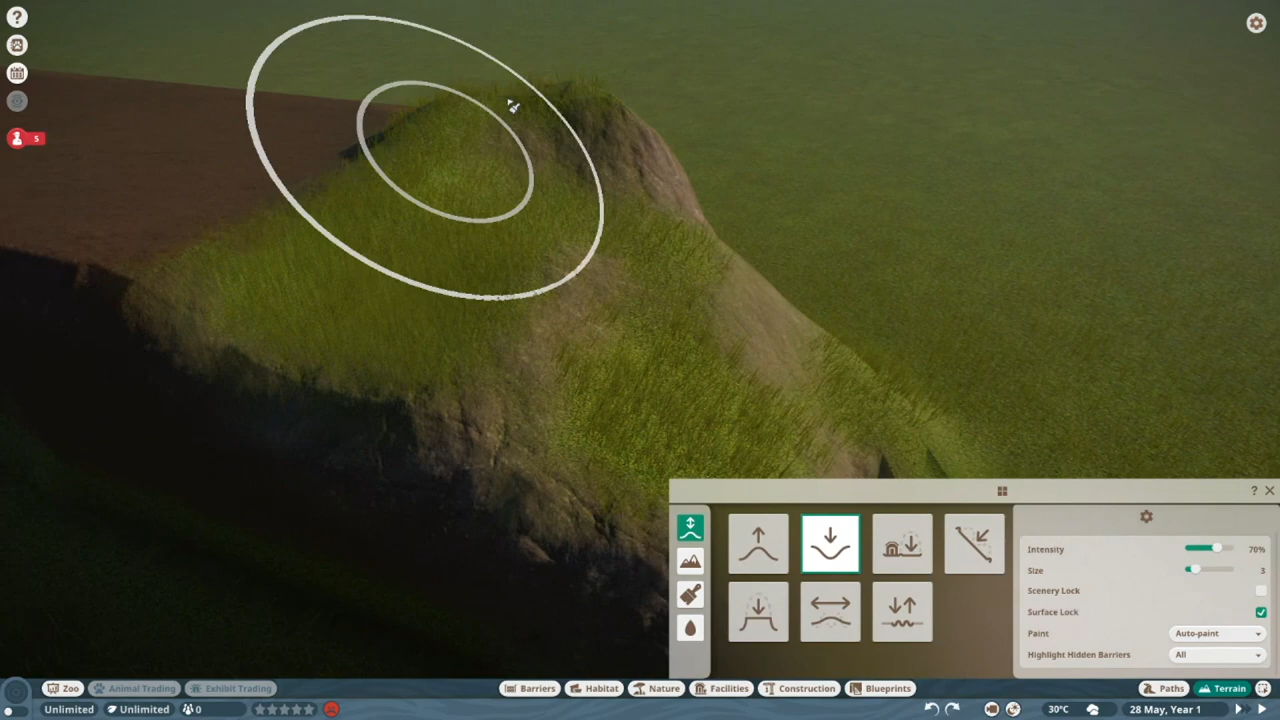 ?
5
? ×
Intensity 70%
Size 3
Scenery Lock
Surface Lock
Paint Auto-paint
Highlight Hidden Barriers All
Zoo Animal Trading Exhibit Trading Barriers Habitat Nature Facilities Construction Blueprints Paths Terrain
Unlimited Unlimited 0 30°C 28 May, Year 1